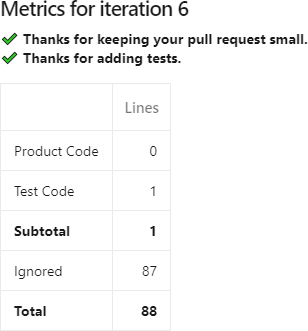 Metrics for iteration 6
✔ Thanks for keeping your pull request small.
✔ Thanks for adding tests.
Lines
Product Code 0
Test Code 1
Subtotal 1
Ignored 87
Total 88